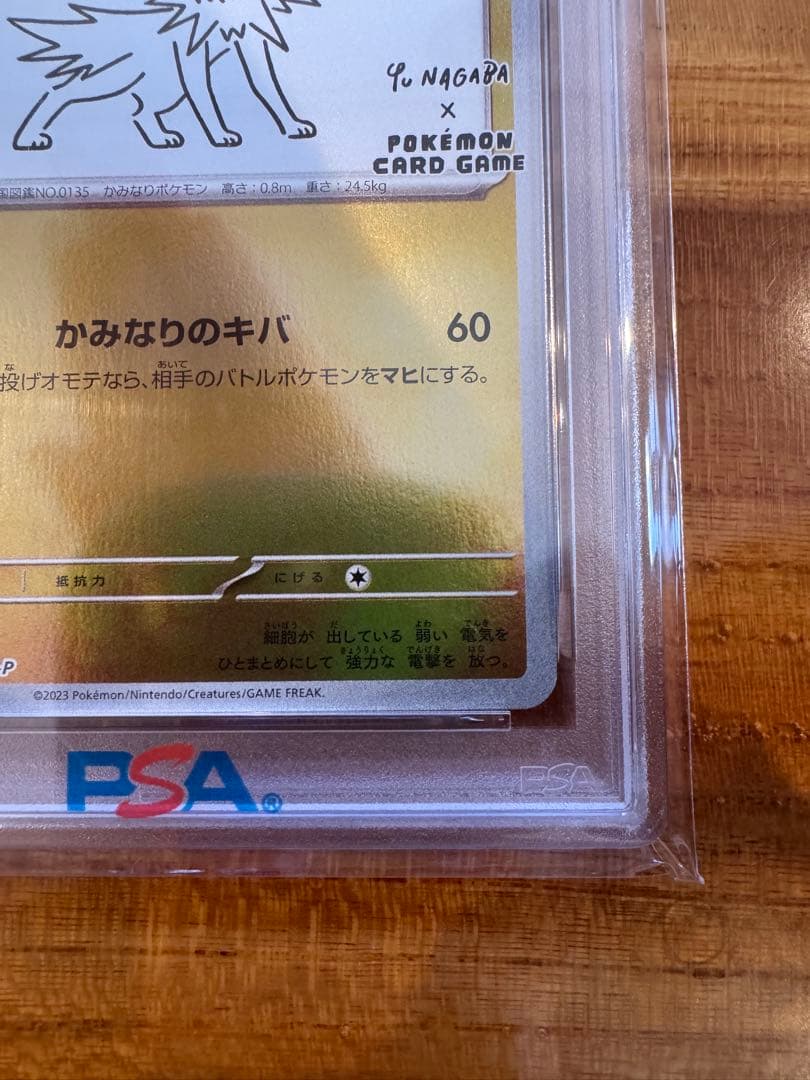 Yu NAGABA
×
POKÉMON
CARD GAME
国図鑑NO.0135 かみなりポケモン 高さ:0.8m 重さ:24.5kg
かみなりのキバ 60
投げオモテなら、相手のバトルポケモンをマヒにする。
抵抗力 にげる
細胞が 出している 弱い 電気を
ひとまとめにして 強力な 電撃を 放つ。
-P
©2023 Pokémon/Nintendo/Creatures/GAME FREAK.
PSA®
PSA